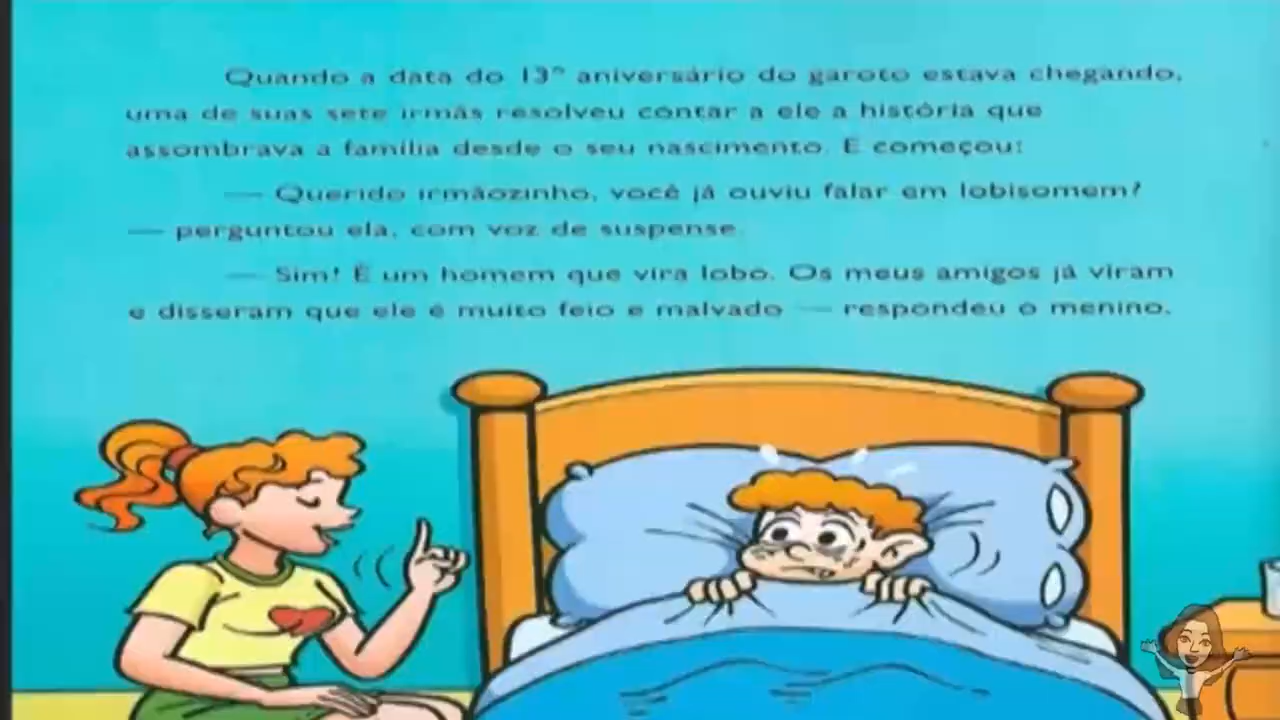 Quando a data do 13º aniversário do garoto estava chegando,
uma de suas sete irmãs resolveu contar a ele a história que
assombrava a família desde o seu nascimento. E começou:
— Querido irmãozinho, você já ouviu falar em lobisomem?
— perguntou ela, com voz de suspense.
— Sim! É um homem que vira lobo. Os meus amigos já viram
e disseram que ele é muito feio e malvado — respondeu o menino.